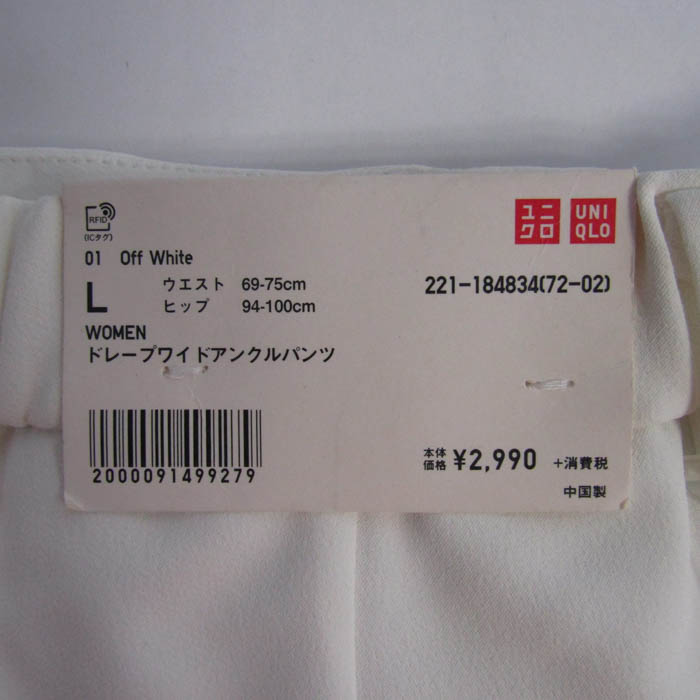 RFID
(ICタグ)
ユニ
クロ
UNI
QLO
01 Off White
L
ウエスト 69-75cm
ヒップ 94-100cm
221-184834(72-02)
WOMEN
ドレープワイドアンクルパンツ
2000091499279
本体
価格 ¥2,990 +消費税
中国製